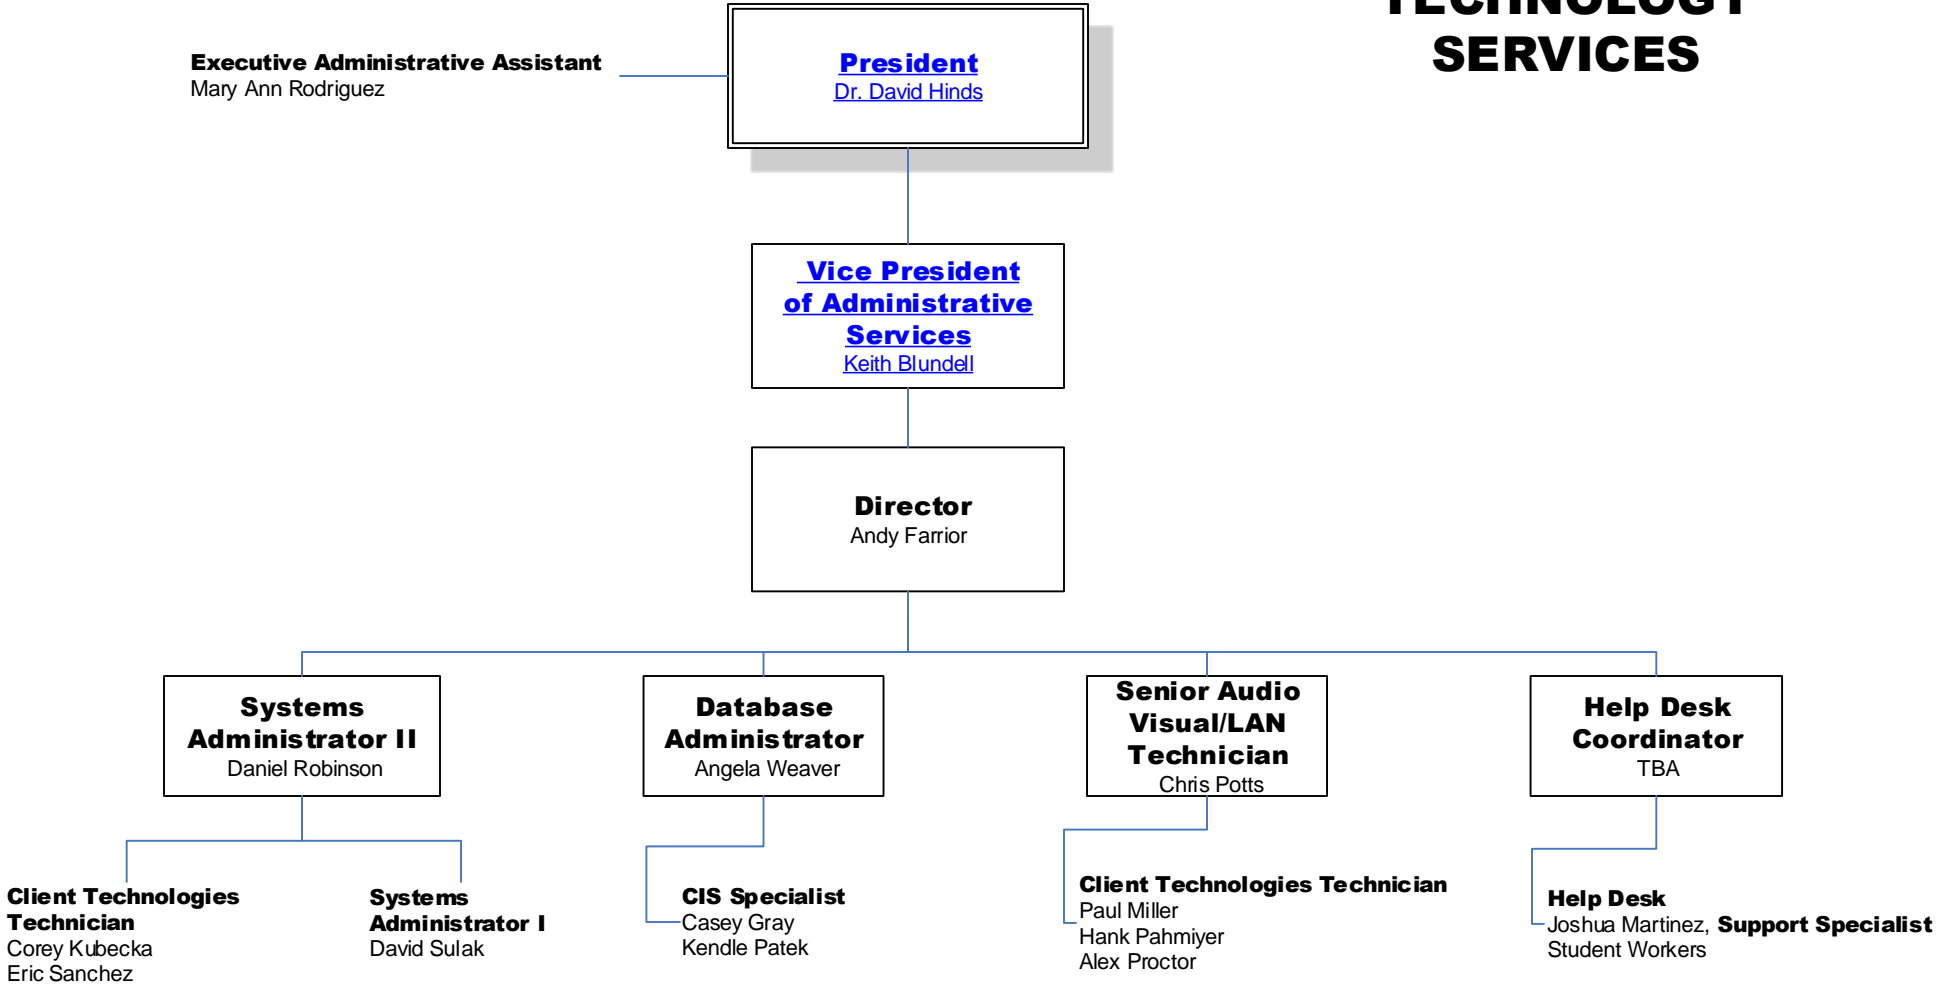 TECHNOLOGY
SERVICES
Executive Administrative Assistant
Mary Ann Rodriguez
President
Dr. David Hinds
Vice President
of Administrative
Services
Keith Blundell
Director
Andy Farrior
Systems
Administrator II
Daniel Robinson
Database
Administrator
Angela Weaver
Senior Audio
Visual/LAN
Technician
Chris Potts
Help Desk
Coordinator
TBA
Client Technologies
Technician
Corey Kubecka
Eric Sanchez
Systems
Administrator I
David Sulak
CIS Specialist
Casey Gray
Kendle Patek
Client Technologies Technician
Paul Miller
Hank Pahmiyer
Alex Proctor
Help Desk
Joshua Martinez, Support Specialist
Student Workers